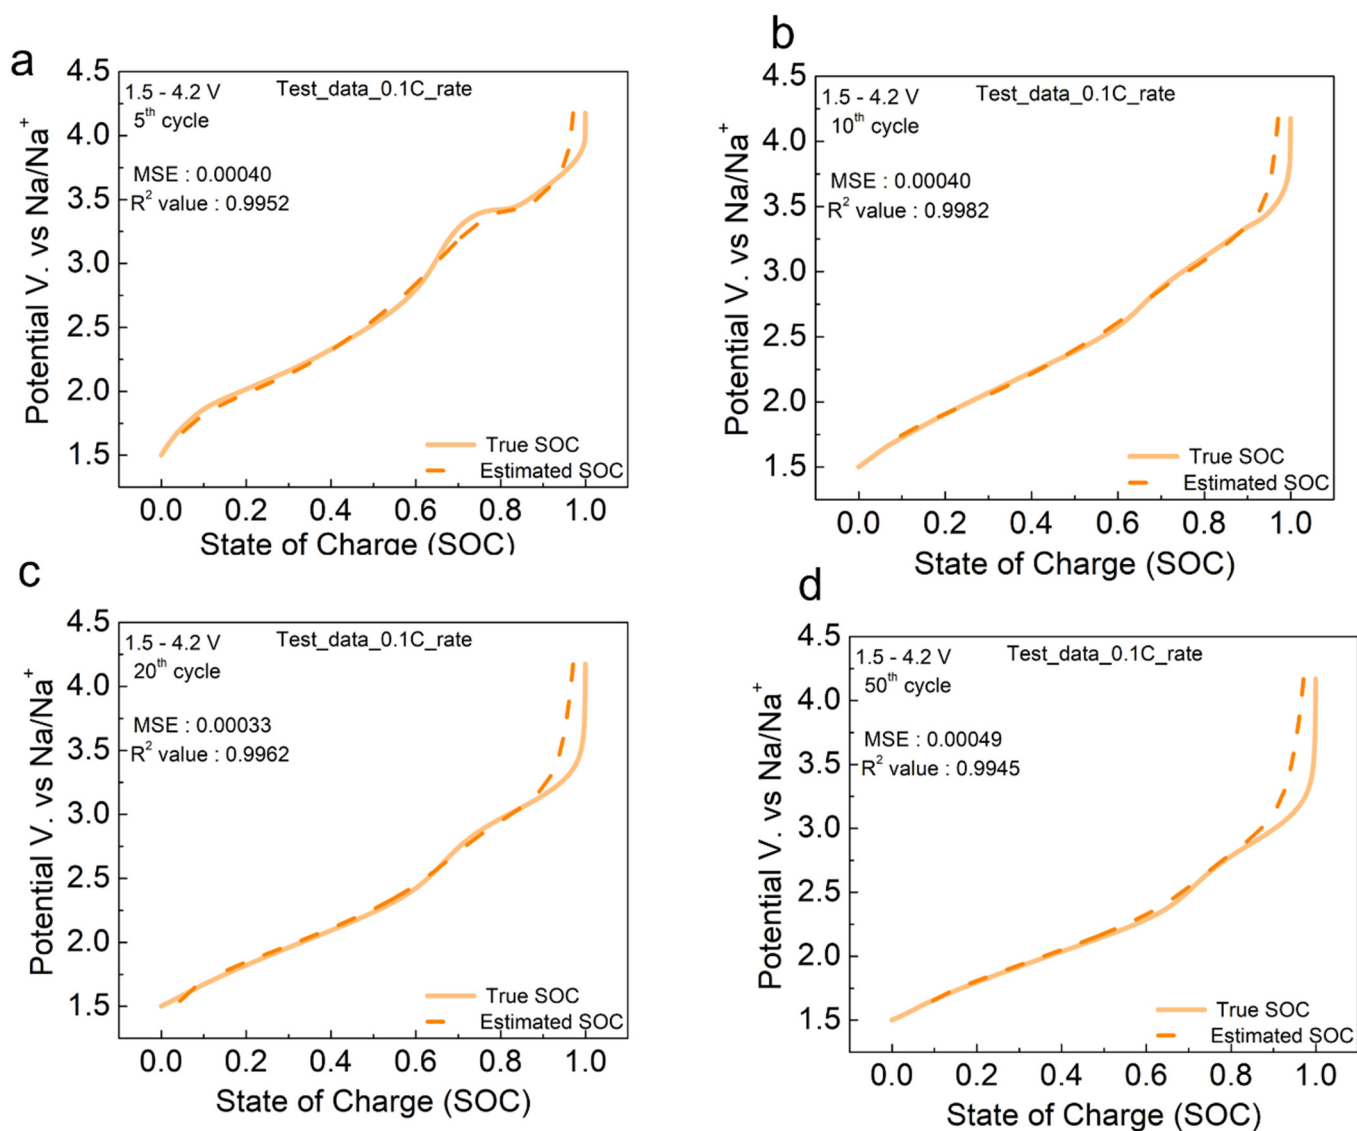 a
4.5
4.0
3.5
3.0
2.5
2.0
1.5
Potential V. vs Na/Na⁺
1.5 - 4.2 V
Test_data_0.1C_rate
5ᵗʰ cycle
MSE : 0.00040
R² value : 0.9952
True SOC
Estimated SOC
0.0 0.2 0.4 0.6 0.8 1.0
State of Charge (SOC)
b
4.5
4.0
3.5
3.0
2.5
2.0
1.5
Potential V. vs Na/Na⁺
1.5 - 4.2 V
Test_data_0.1C_rate
10ᵗʰ cycle
MSE : 0.00040
R² value : 0.9982
True SOC
Estimated SOC
0.0 0.2 0.4 0.6 0.8 1.0
State of Charge (SOC)
c
4.5
4.0
3.5
3.0
2.5
2.0
1.5
Potential V. vs Na/Na⁺
1.5 - 4.2 V
Test_data_0.1C_rate
20ᵗʰ cycle
MSE : 0.00033
R² value : 0.9962
True SOC
Estimated SOC
0.0 0.2 0.4 0.6 0.8 1.0
State of Charge (SOC)
d
4.5
4.0
3.5
3.0
2.5
2.0
1.5
Potential V. vs Na/Na⁺
1.5 - 4.2 V
Test_data_0.1C_rate
50ᵗʰ cycle
MSE : 0.00049
R² value : 0.9945
True SOC
Estimated SOC
0.0 0.2 0.4 0.6 0.8 1.0
State of Charge (SOC)